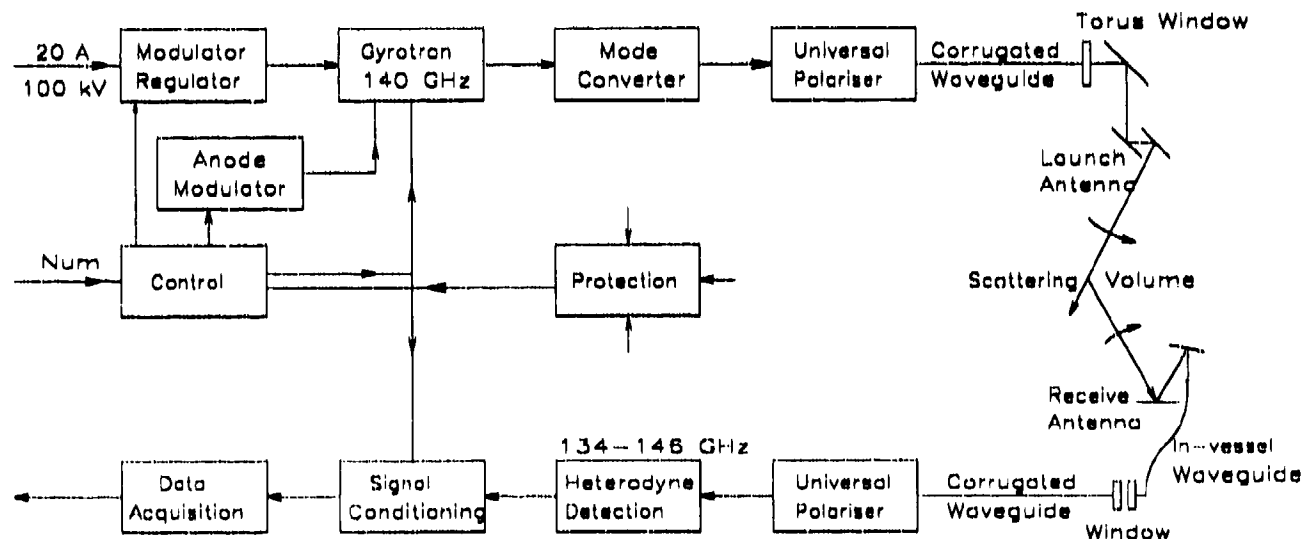 20 A
100 kV
Modulator
Regulator
Gyrotron
140 GHz
Mode
Converter
Universal
Polariser
Corrugated
Waveguide
Torus Window
Anode
Modulator
Launch
Antenna
Num
Control
Protection
Scattering Volume
Receive
Antenna
In-vessel
Waveguide
134-146 GHz
Data
Acquisition
Signal
Conditioning
Heterodyne
Detection
Universal
Polariser
Corrugated
Waveguide
Window